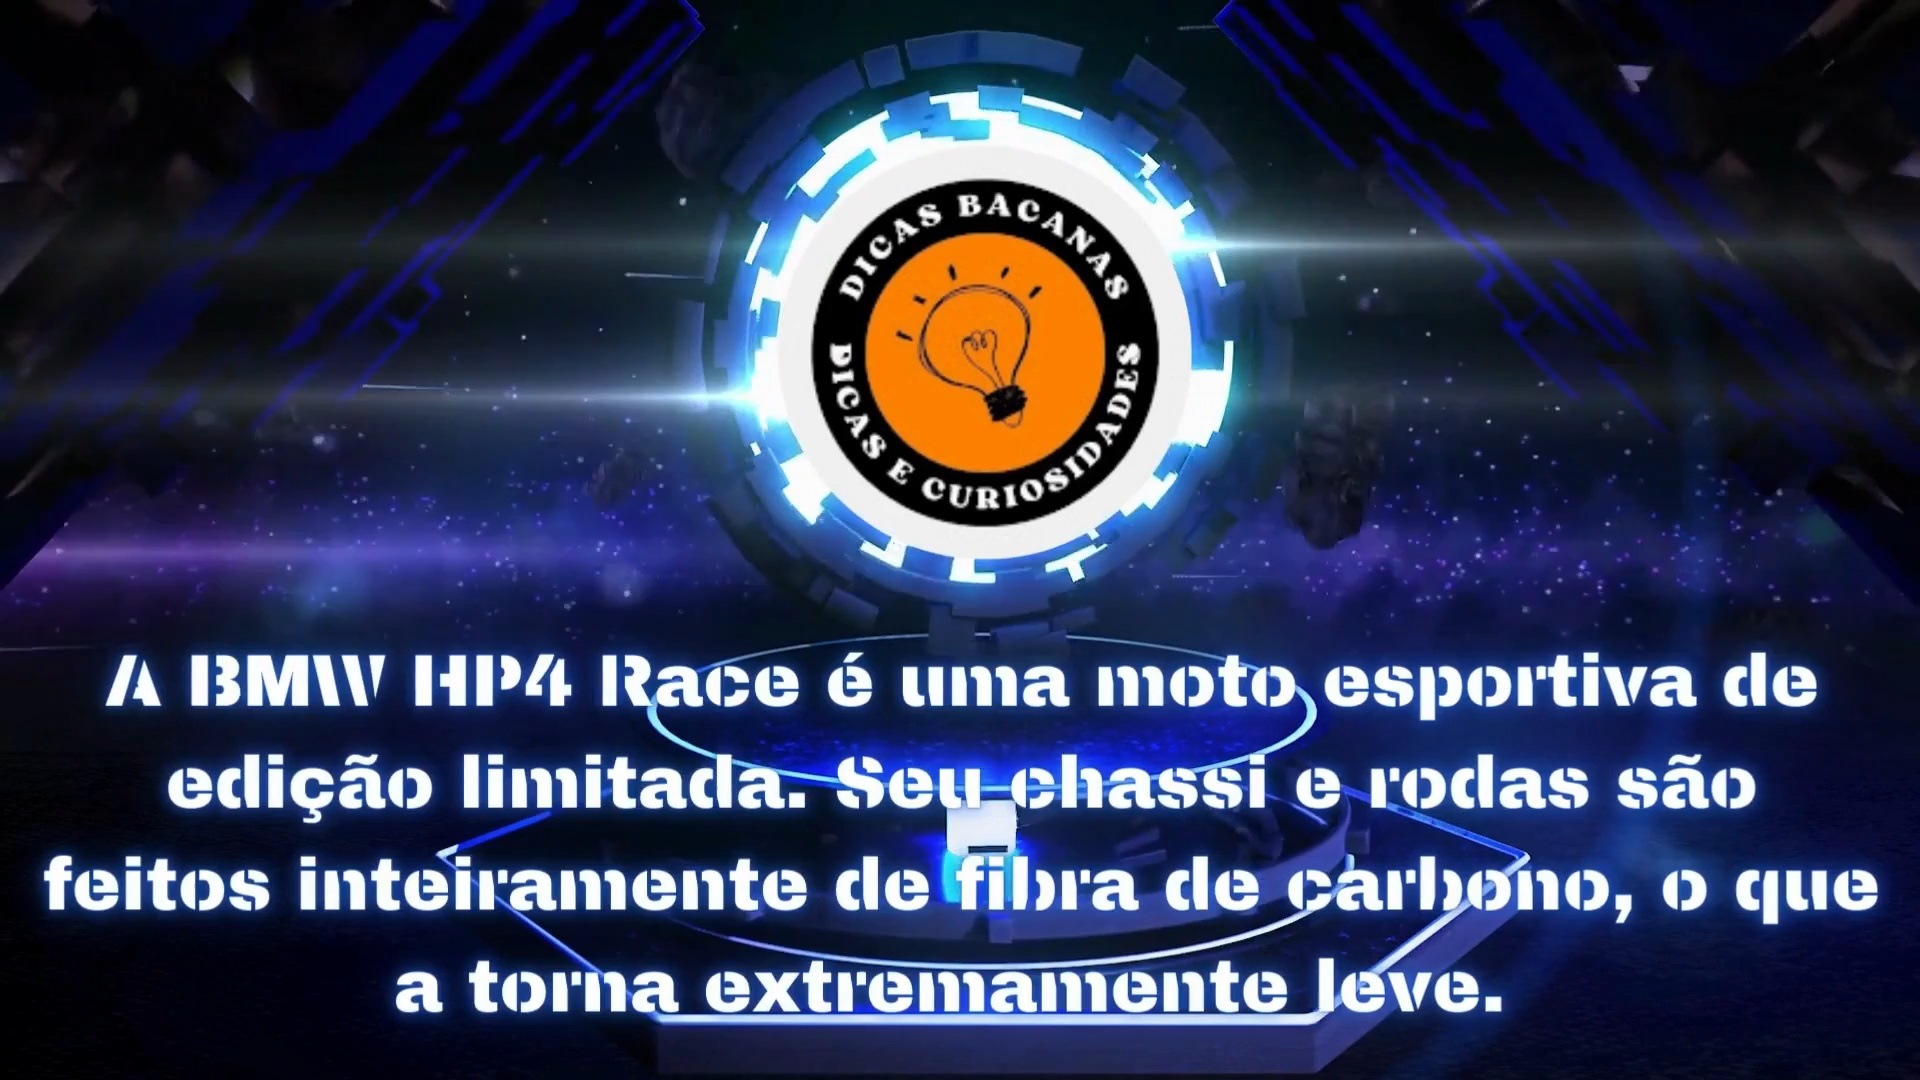 DICAS BACANAS
DICAS E CURIOSIDADES
A BMW HP4 Race é uma moto esportiva de
edição limitada. Seu chassi e rodas são
feitos inteiramente de fibra de carbono, o que
a torna extremamente leve.